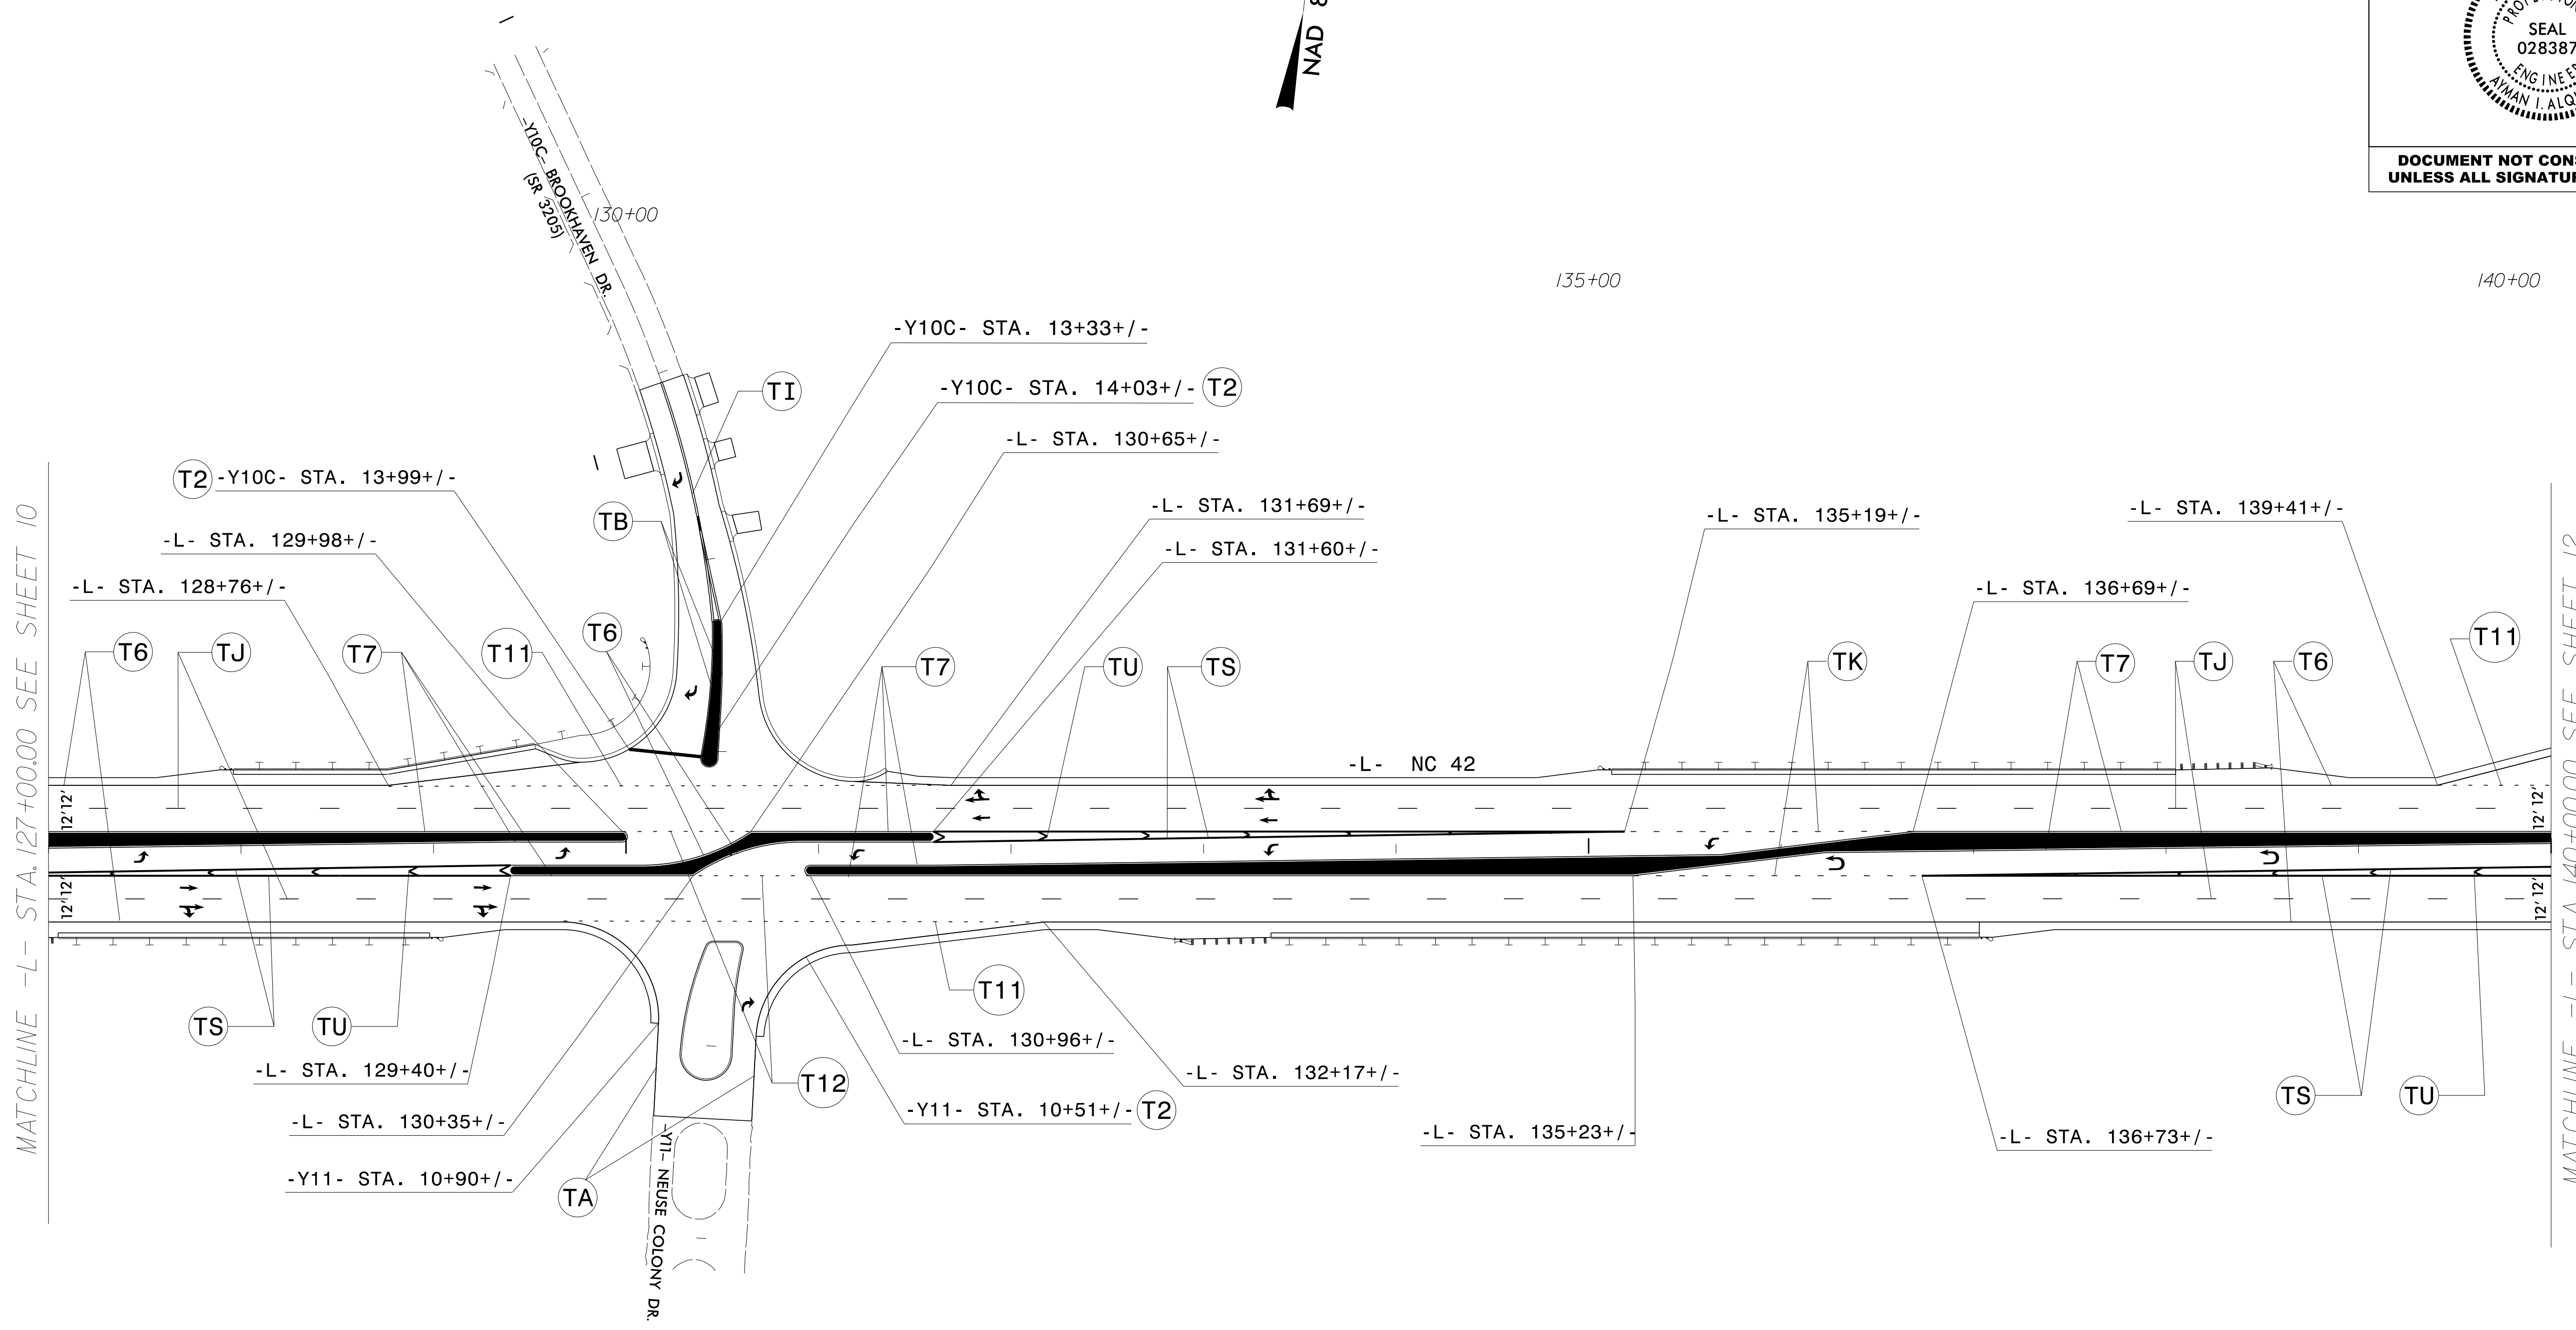 NAD 8
SEAL
028387
DOCUMENT NOT CONS
UNLESS ALL SIGNATUR
-Y10C- BROOKHAVEN DR.
(SR 3205)
130+00
135+00
140+00
-Y10C- STA. 13+33+/-
TI
-Y10C- STA. 14+03+/- T2
-L- STA. 130+65+/-
T2 -Y10C- STA. 13+99+/-
TB
-L- STA. 131+69+/-
-L- STA. 135+19+/-
-L- STA. 139+41+/-
-L- STA. 129+98+/-
-L- STA. 131+60+/-
-L- STA. 128+76+/-
-L- STA. 136+69+/-
T6
TJ
T7
T11
T6
T7
TU
TS
TK
T7
TJ
T6
T11
-L- NC 42
12'12'
12'12'
12'12'
12'12'
MATCHLINE -L- STA.127+00.00 SEE SHEET 10
MATCHLINE -L- STA.140+00.00 SEE SHEET 12
TS
TU
T11
-L- STA. 130+96+/-
-L- STA. 129+40+/-
T12
-L- STA. 132+17+/-
TS
TU
-Y11- STA. 10+51+/- T2
-L- STA. 130+35+/-
-L- STA. 135+23+/-
-L- STA. 136+73+/-
-Y11- STA. 10+90+/-
TA
-Y11- NEUSE COLONY DR.